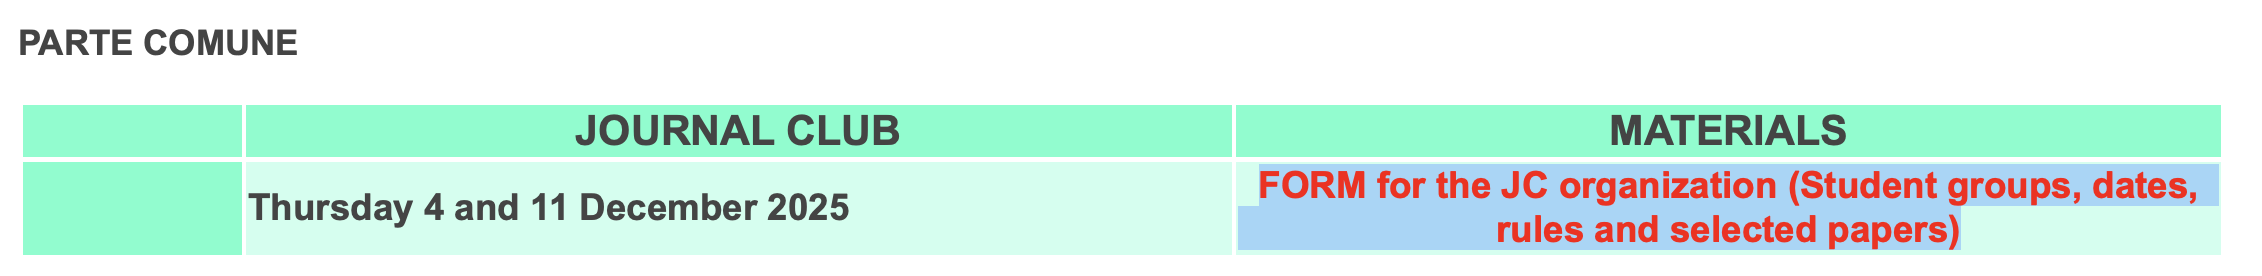 PARTE COMUNE
JOURNAL CLUB
MATERIALS
Thursday 4 and 11 December 2025
FORM for the JC organization (Student groups, dates,
rules and selected papers)